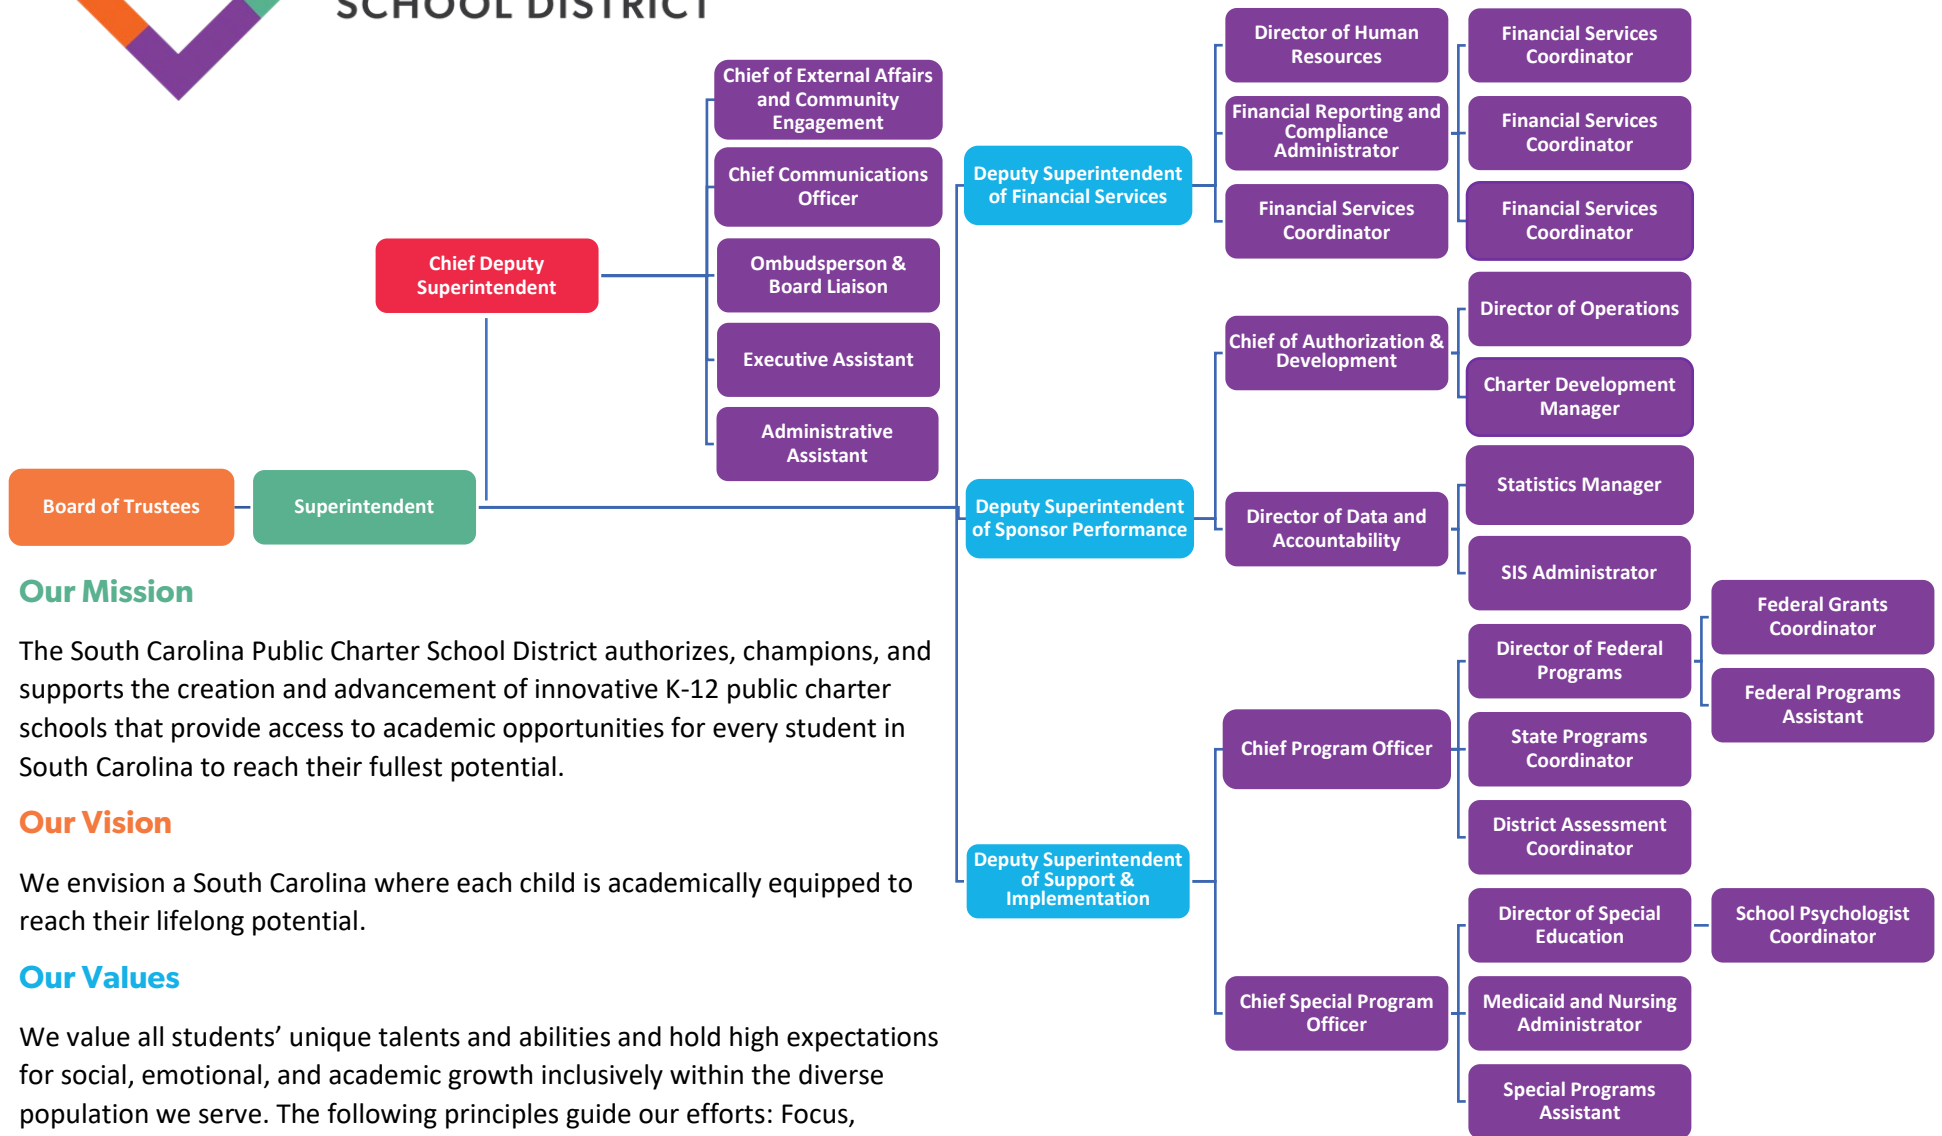 SCHOOL DISTRICT
Chief of External Affairs
and Community
Engagement
Chief Communications
Officer
Chief Deputy
Superintendent
Ombudsperson &
Board Liaison
Executive Assistant
Administrative
Assistant
Board of Trustees
Superintendent
Deputy Superintendent
of Financial Services
Director of Human
Resources
Financial Reporting and
Compliance
Administrator
Financial Services
Coordinator
Financial Services
Coordinator
Financial Services
Coordinator
Financial Services
Coordinator
Deputy Superintendent
of Sponsor Performance
Chief of Authorization &
Development
Director of Operations
Charter Development
Manager
Director of Data and
Accountability
Statistics Manager
SIS Administrator
Deputy Superintendent
of Support &
Implementation
Chief Program Officer
Director of Federal
Programs
Federal Grants
Coordinator
Federal Programs
Assistant
State Programs
Coordinator
District Assessment
Coordinator
Chief Special Program
Officer
Director of Special
Education
School Psychologist
Coordinator
Medicaid and Nursing
Administrator
Special Programs
Assistant
Our Mission
The South Carolina Public Charter School District authorizes, champions, and
supports the creation and advancement of innovative K-12 public charter
schools that provide access to academic opportunities for every student in
South Carolina to reach their fullest potential.
Our Vision
We envision a South Carolina where each child is academically equipped to
reach their lifelong potential.
Our Values
We value all students’ unique talents and abilities and hold high expectations
for social, emotional, and academic growth inclusively within the diverse
population we serve. The following principles guide our efforts: Focus,